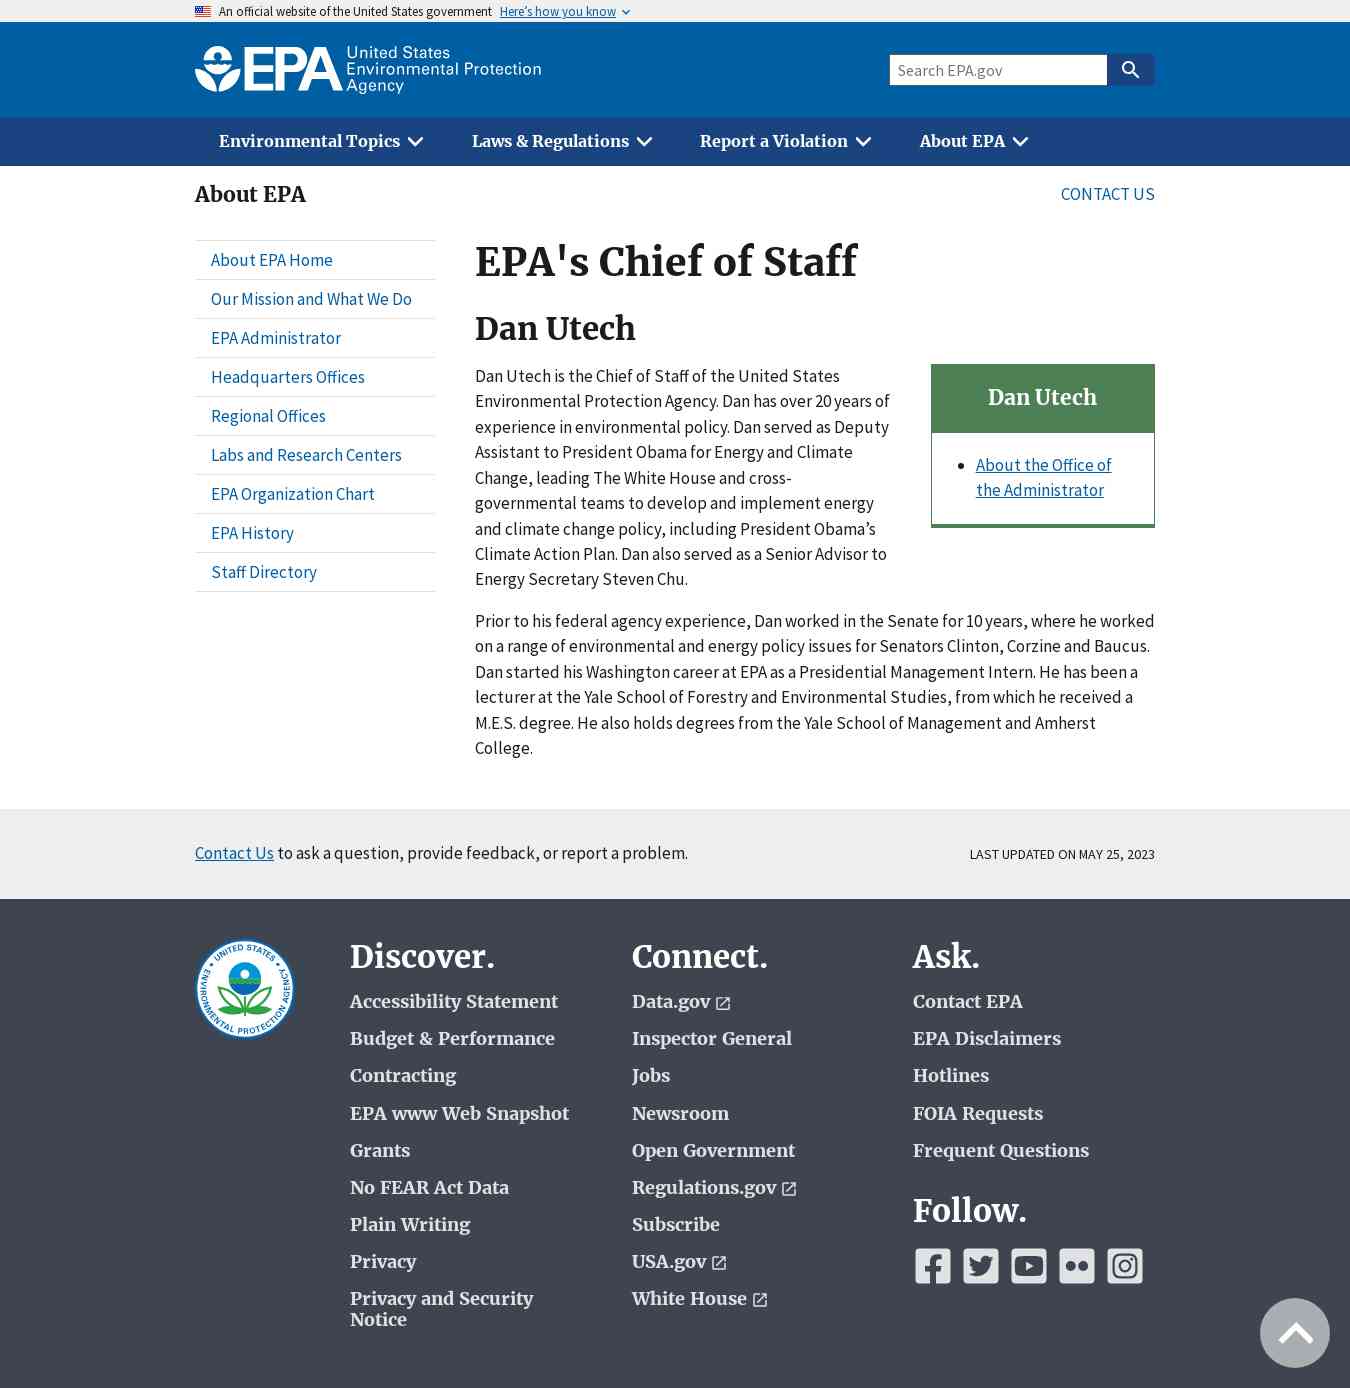 An official website of the United States government Here's how you know
EPA United States
Environmental Protection
Agency
Search EPA.gov
Environmental Topics
Laws & Regulations
Report a Violation
About EPA
About EPA
CONTACT US
About EPA Home
Our Mission and What We Do
EPA Administrator
Headquarters Offices
Regional Offices
Labs and Research Centers
EPA Organization Chart
EPA History
Staff Directory
EPA's Chief of Staff
Dan Utech
Dan Utech is the Chief of Staff of the United States
Environmental Protection Agency. Dan has over 20 years of
experience in environmental policy. Dan served as Deputy
Assistant to President Obama for Energy and Climate
Change, leading The White House and cross-
governmental teams to develop and implement energy
and climate change policy, including President Obama’s
Climate Action Plan. Dan also served as a Senior Advisor to
Energy Secretary Steven Chu.
Dan Utech
About the Office of
the Administrator
Prior to his federal agency experience, Dan worked in the Senate for 10 years, where he worked
on a range of environmental and energy policy issues for Senators Clinton, Corzine and Baucus.
Dan started his Washington career at EPA as a Presidential Management Intern. He has been a
lecturer at the Yale School of Forestry and Environmental Studies, from which he received a
M.E.S. degree. He also holds degrees from the Yale School of Management and Amherst
College.
Contact Us to ask a question, provide feedback, or report a problem.
LAST UPDATED ON MAY 25, 2023
UNITED STATES
ENVIRONMENTAL PROTECTION AGENCY
Discover.
Accessibility Statement
Budget & Performance
Contracting
EPA www Web Snapshot
Grants
No FEAR Act Data
Plain Writing
Privacy
Privacy and Security
Notice
Connect.
Data.gov
Inspector General
Jobs
Newsroom
Open Government
Regulations.gov
Subscribe
USA.gov
White House
Ask.
Contact EPA
EPA Disclaimers
Hotlines
FOIA Requests
Frequent Questions
Follow.